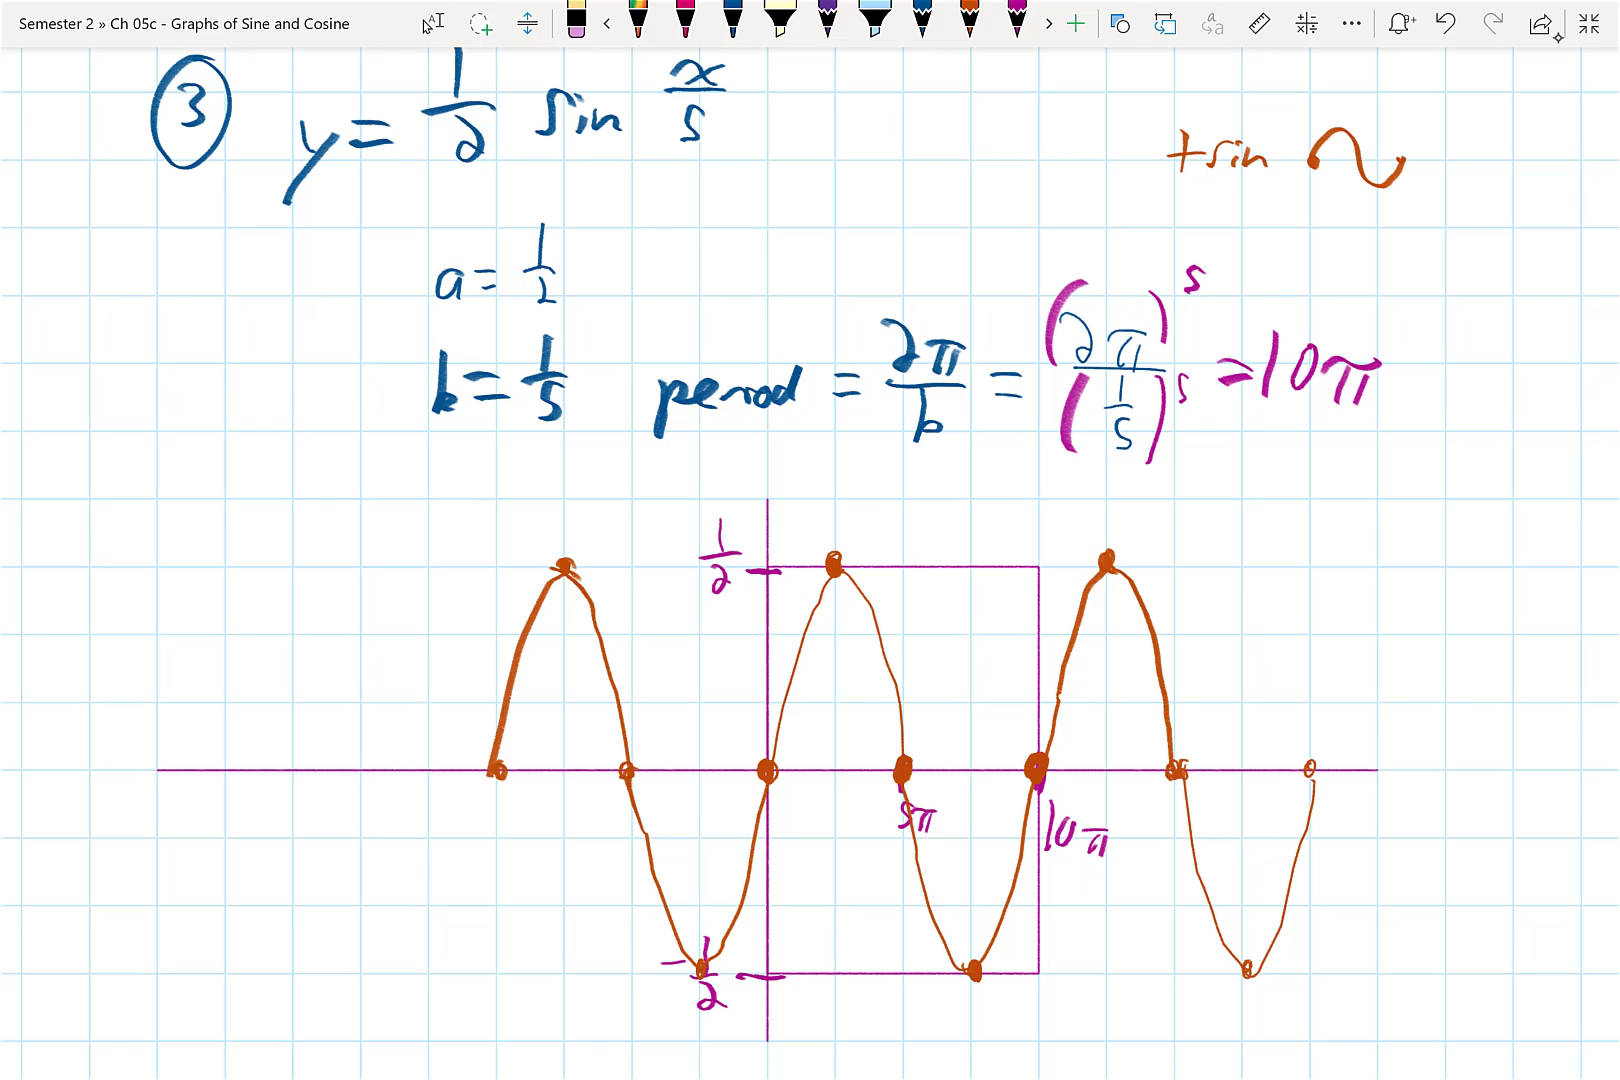 Semester 2 » Ch 05c - Graphs of Sine and Cosine
③ y = 1/2 sin x/5
+sin
a = 1/2
b = 1/5 period = 2π/b = (2π)5/(1/5)5 = 10π
1/2
5π
10π
-1/2